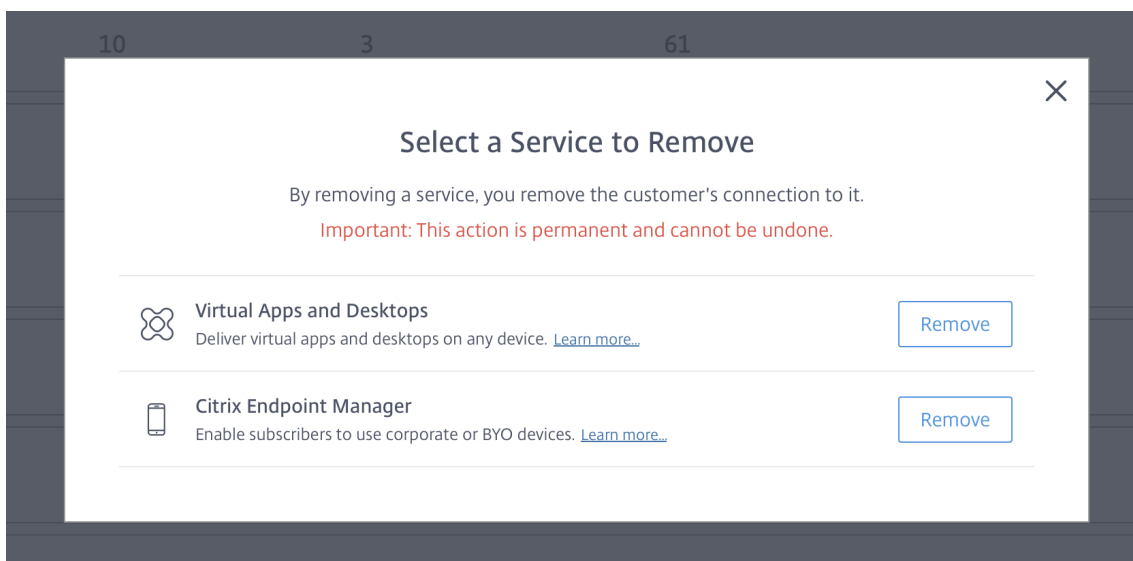 10 3 61
Select a Service to Remove
By removing a service, you remove the customer's connection to it.
Important: This action is permanent and cannot be undone.
Virtual Apps and Desktops
Deliver virtual apps and desktops on any device. Learn more...
Remove
Citrix Endpoint Manager
Enable subscribers to use corporate or BYO devices. Learn more...
Remove